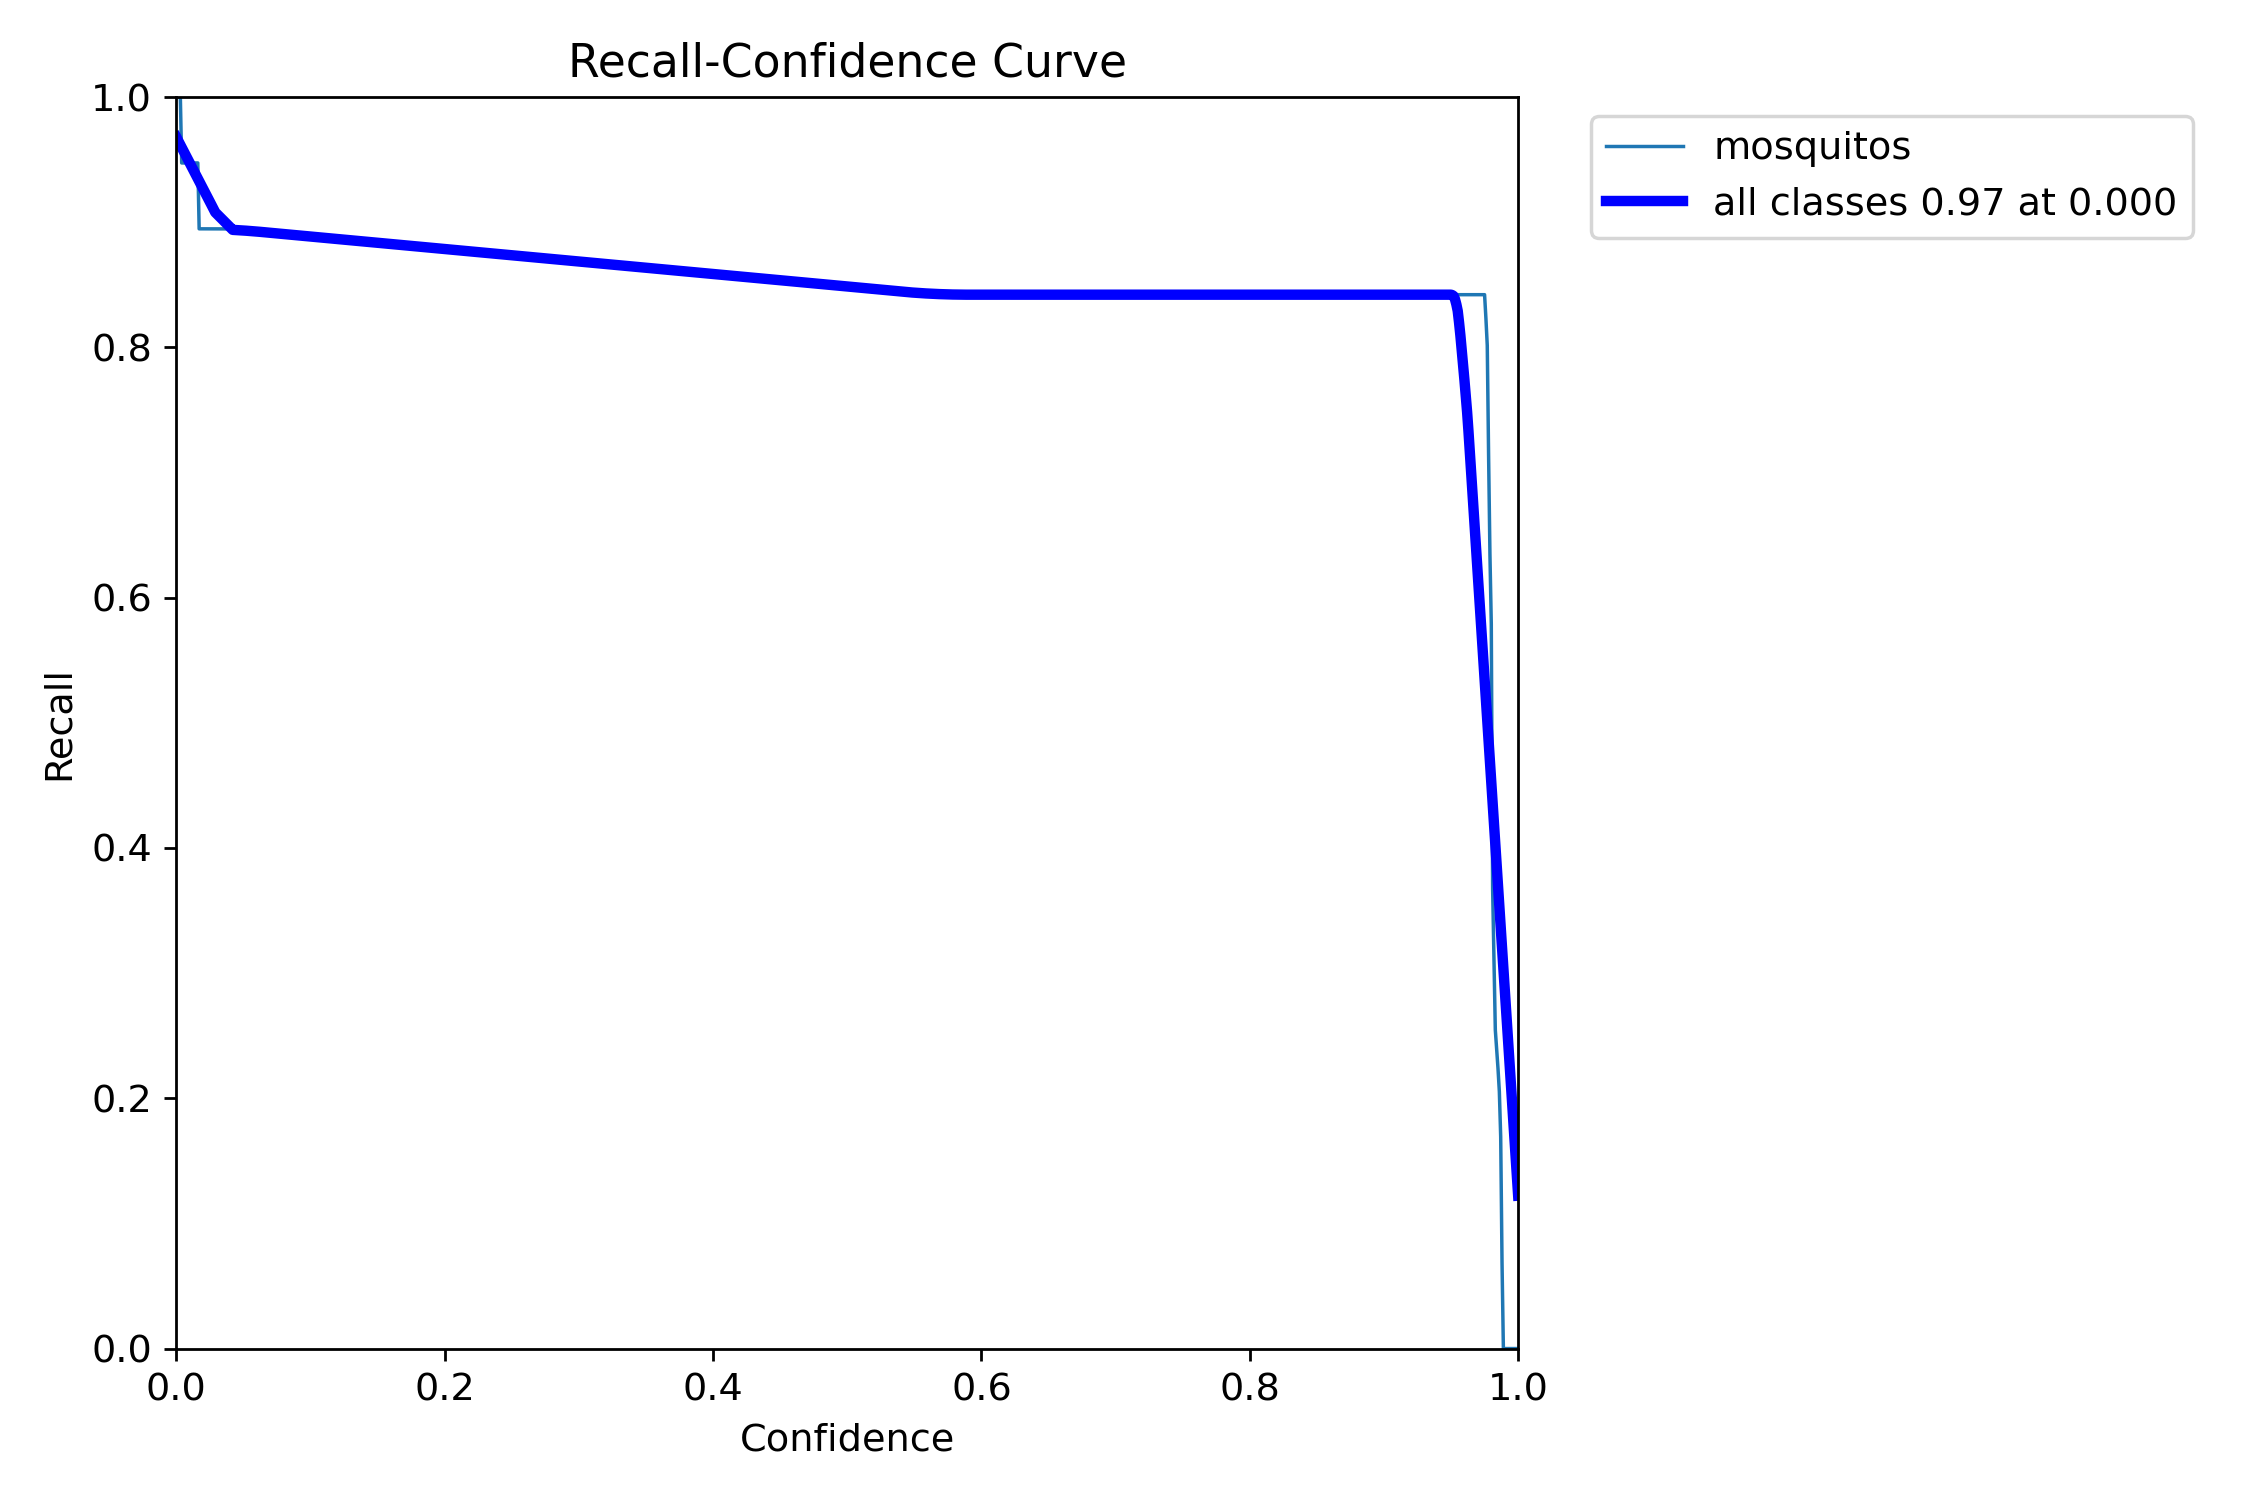 Recall-Confidence Curve
mosquitos
all classes 0.97 at 0.000
1.0
0.8
0.6
0.4
0.2
0.0
Recall
0.0 0.2 0.4 0.6 0.8 1.0
Confidence